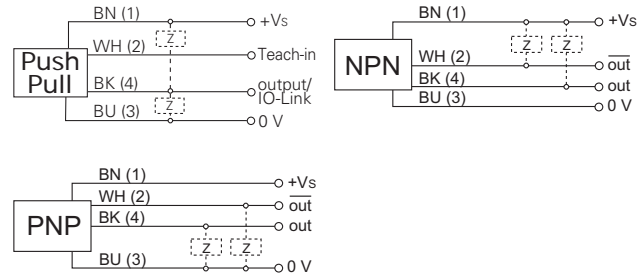 BN (1)
+Vs
Z
WH (2)
Teach-in
Push
Pull
BK (4)
output/
IO-Link
Z
BU (3)
0 V
BN (1)
+Vs
Z Z
NPN
WH (2)
out
BK (4)
out
BU (3)
0 V
BN (1)
+Vs
WH (2)
out
PNP
BK (4)
out
Z Z
BU (3)
0 V